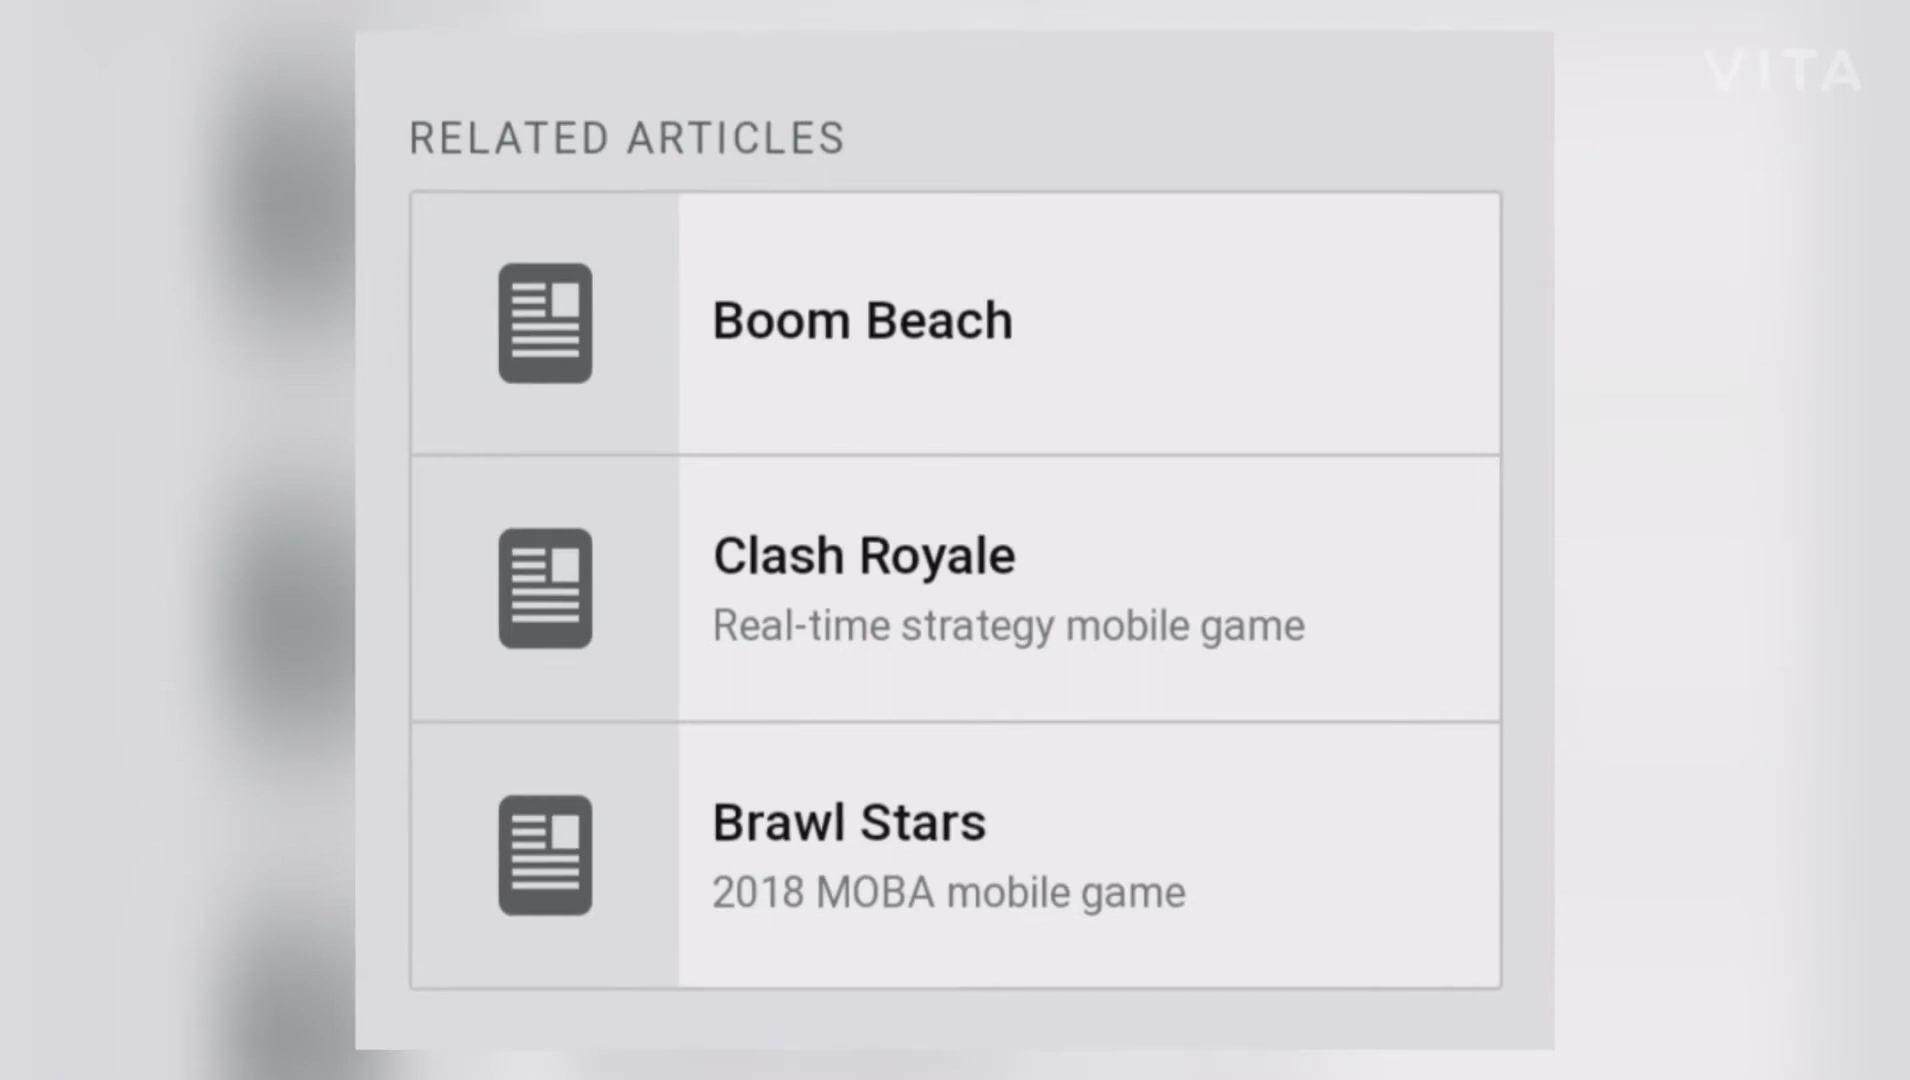 VITA
RELATED ARTICLES
Boom Beach
Clash Royale
Real-time strategy mobile game
Brawl Stars
2018 MOBA mobile game